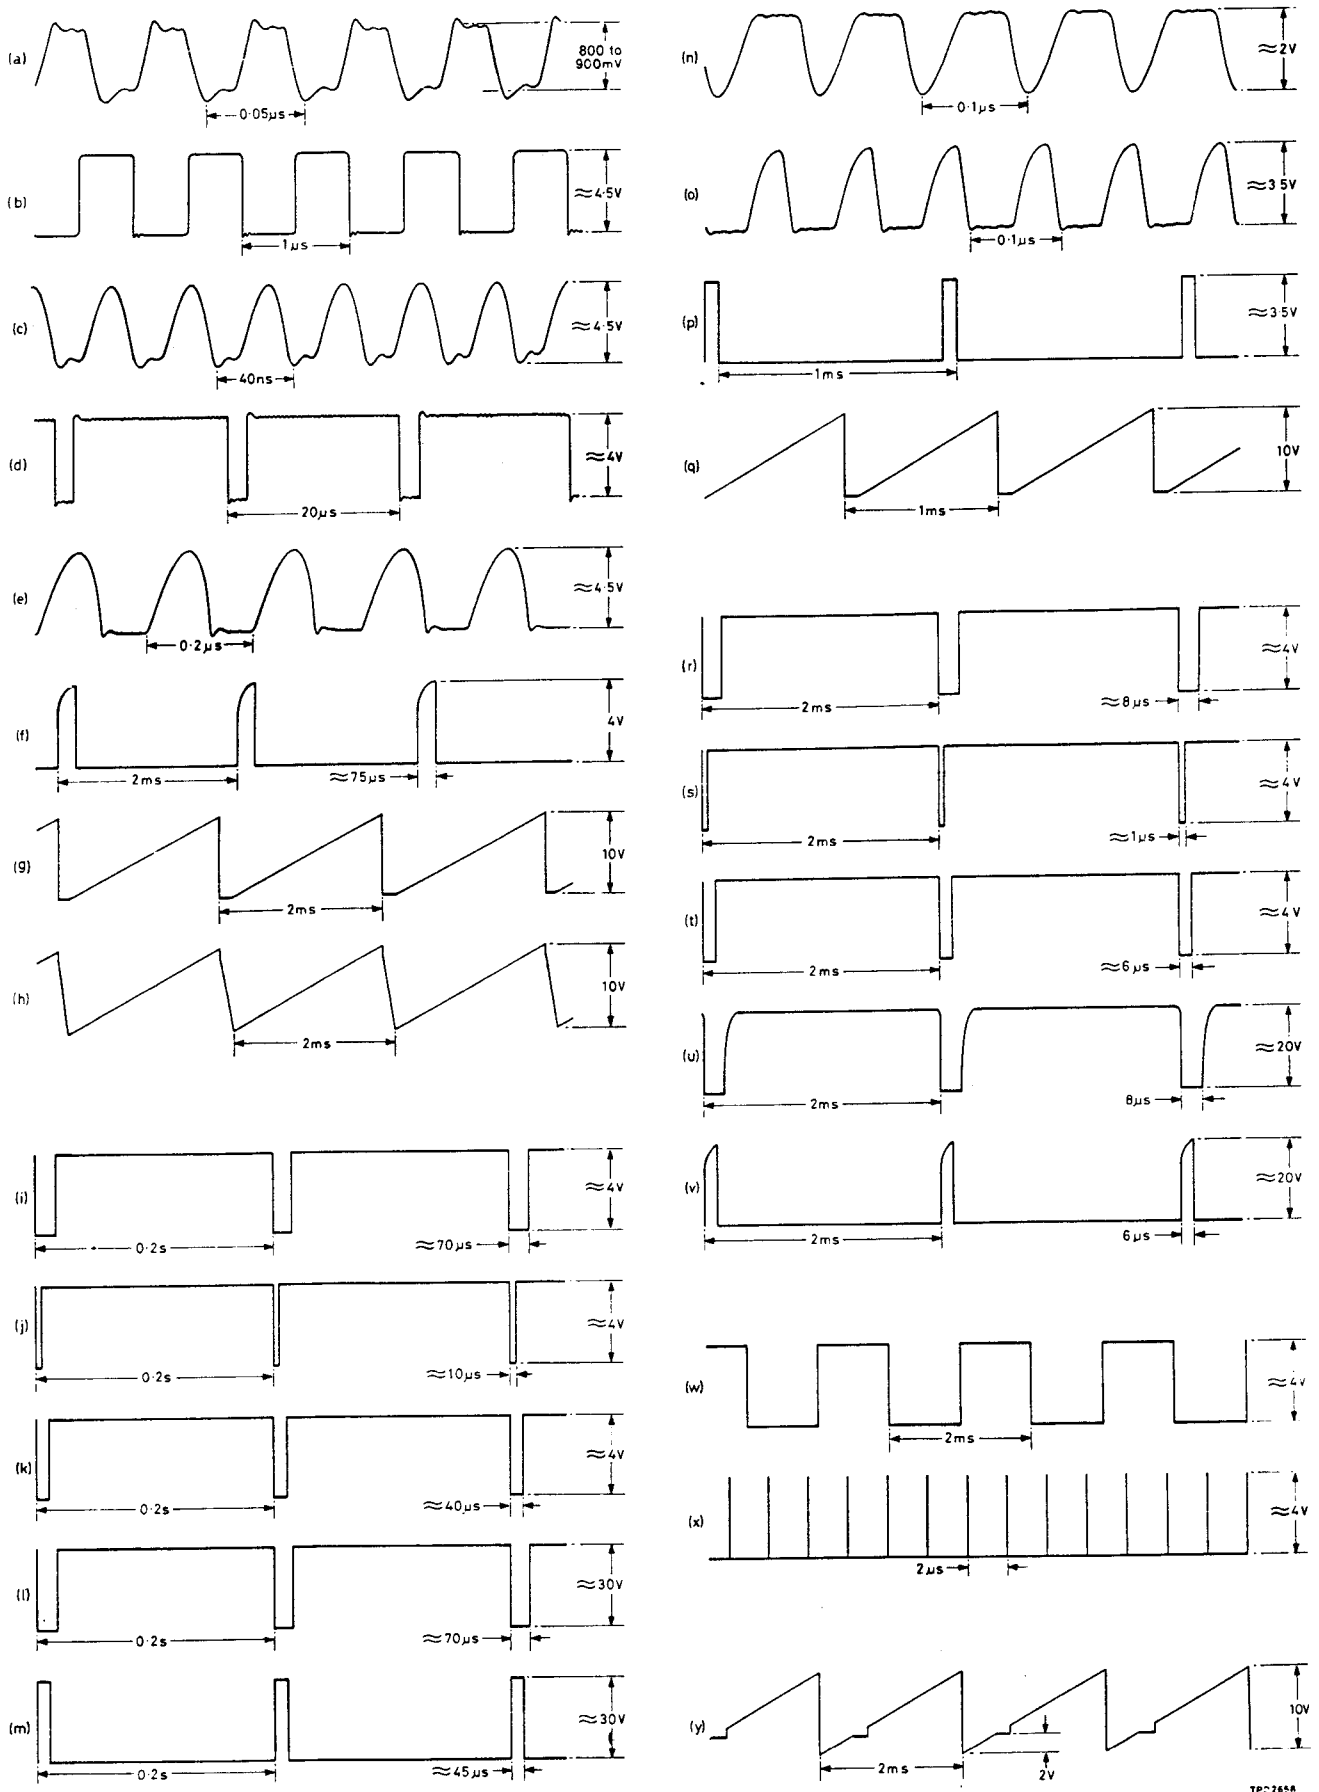 (a)
800 to
900mV
0·05µs
(b)
≈4·5V
1µs
(c)
≈4·5V
40ns
(d)
≈4V
20µs
(e)
≈4·5V
0·2µs
(f)
4V
2ms
≈75µs
(g)
10V
2ms
(h)
10V
2ms
(i)
≈4V
0·2s
≈70µs
(j)
≈4V
0·2s
≈10µs
(k)
≈4V
0·2s
≈40µs
(l)
≈30V
0·2s
≈70µs
(m)
≈30V
0·2s
≈45µs
(n)
≈2V
0·1µs
(o)
≈3·5V
0·1µs
(p)
≈3·5V
1ms
(q)
10V
1ms
(r)
≈4V
2ms
≈8µs
(s)
≈4V
2ms
≈1µs
(t)
≈4V
2ms
≈6µs
(u)
≈20V
2ms
8µs
(v)
≈20V
2ms
6µs
(w)
≈4V
2ms
(x)
≈4V
2µs
(y)
10V
2ms
2V